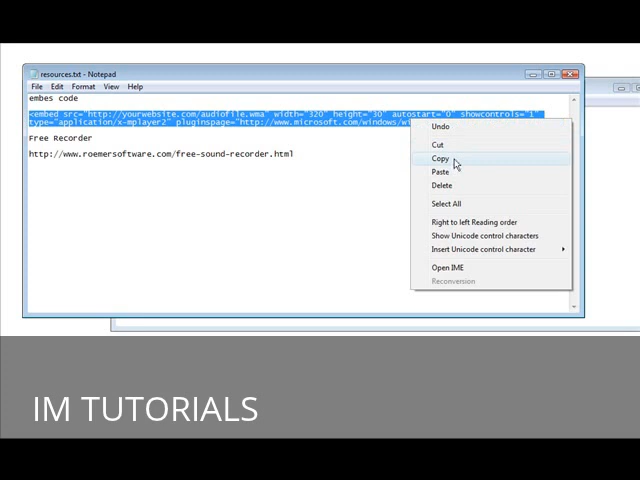 resources.txt - Notepad
File Edit Format View Help
embes code
<embed src="http://yourwebsite.com/audiofile.wma" width="320" height="30" autostart="0" showcontrols="1"
type="application/x-mplayer2" pluginspage="http://www.microsoft.com/windows/wi
Free Recorder
http://www.roemersoftware.com/free-sound-recorder.html
Undo
Cut
Copy
Paste
Delete
Select All
Right to left Reading order
Show Unicode control characters
Insert Unicode control character
Open IME
Reconversion
IM TUTORIALS